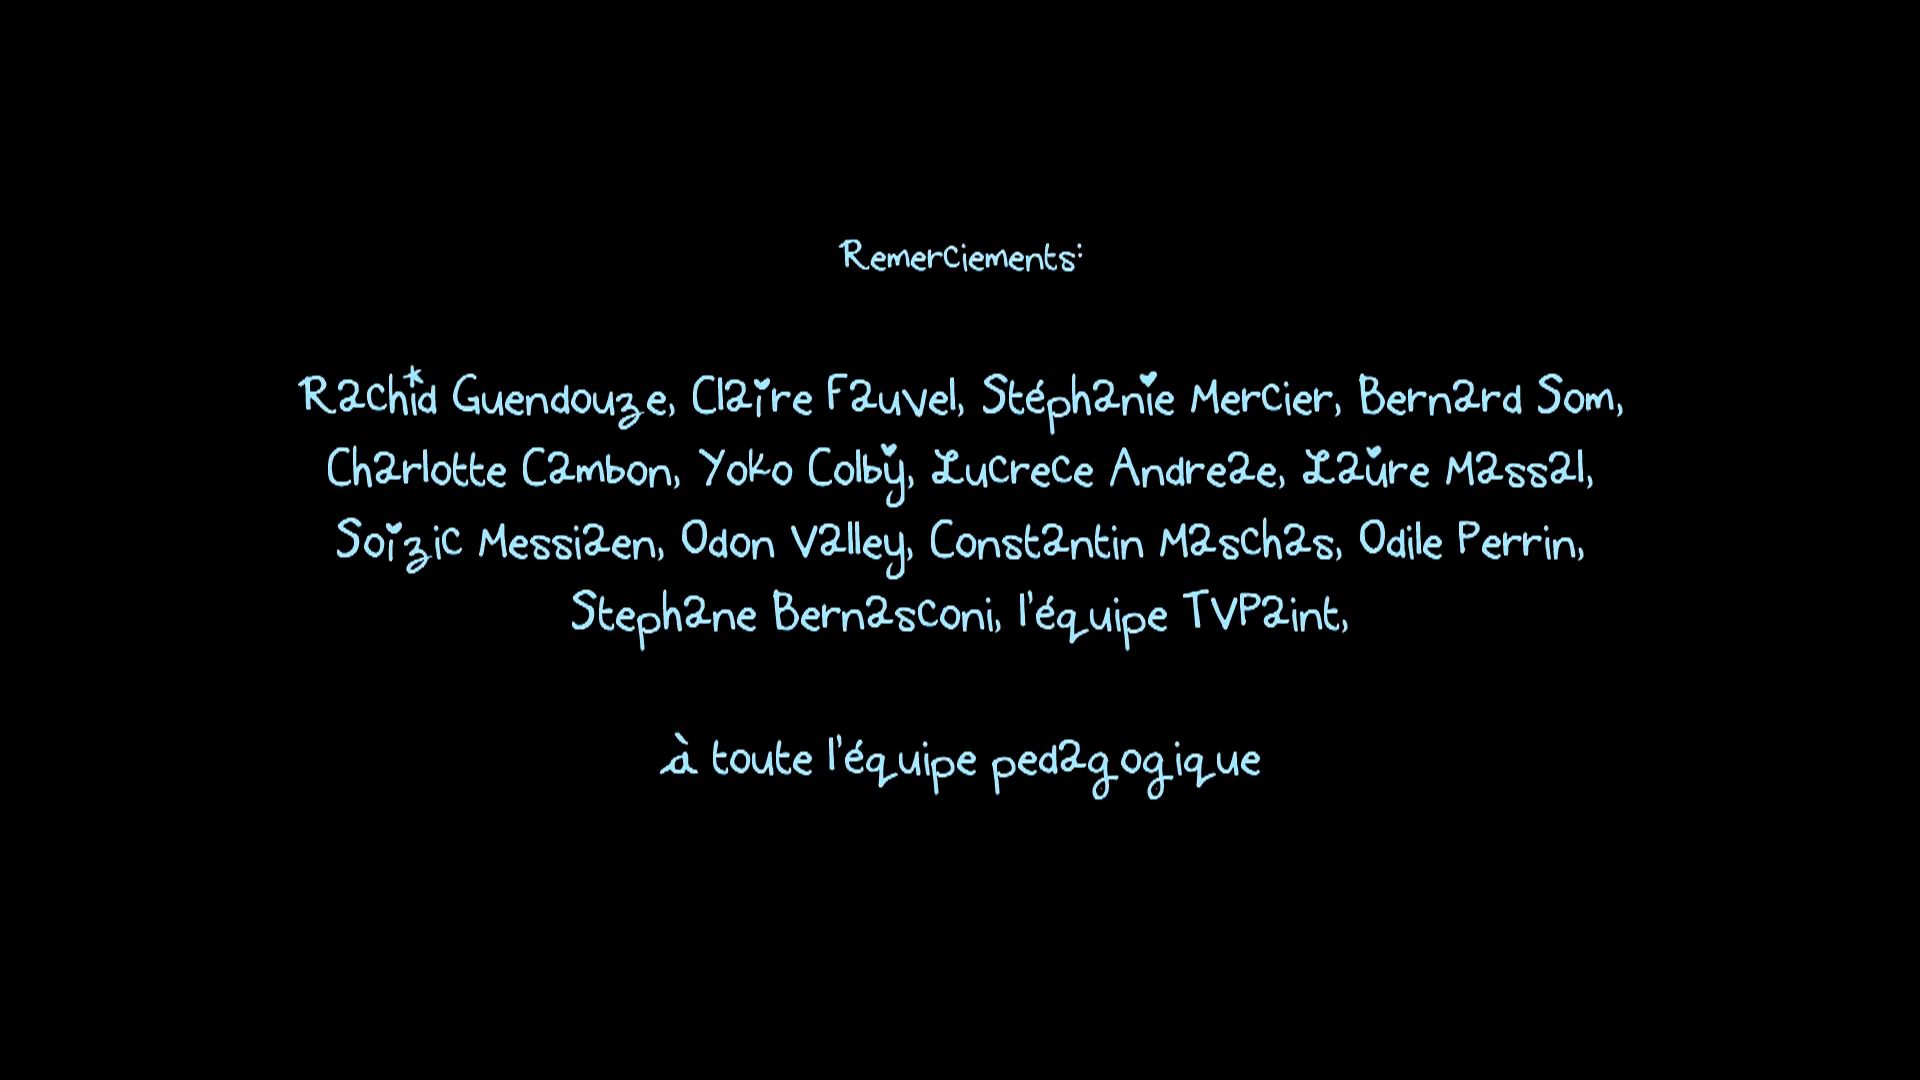 Remerciements:
Rachid Guendouze, Claire Fauvel, Stéphanie Mercier, Bernard Som,
Charlotte Cambon, Yoko Colby, Lucrece Andreae, Laure Massal,
Soizic Messiaen, Odon Valley, Constantin Maschas, Odile Perrin,
Stephane Bernasconi, l'équipe TVPaint,
à toute l'équipe pedagogique